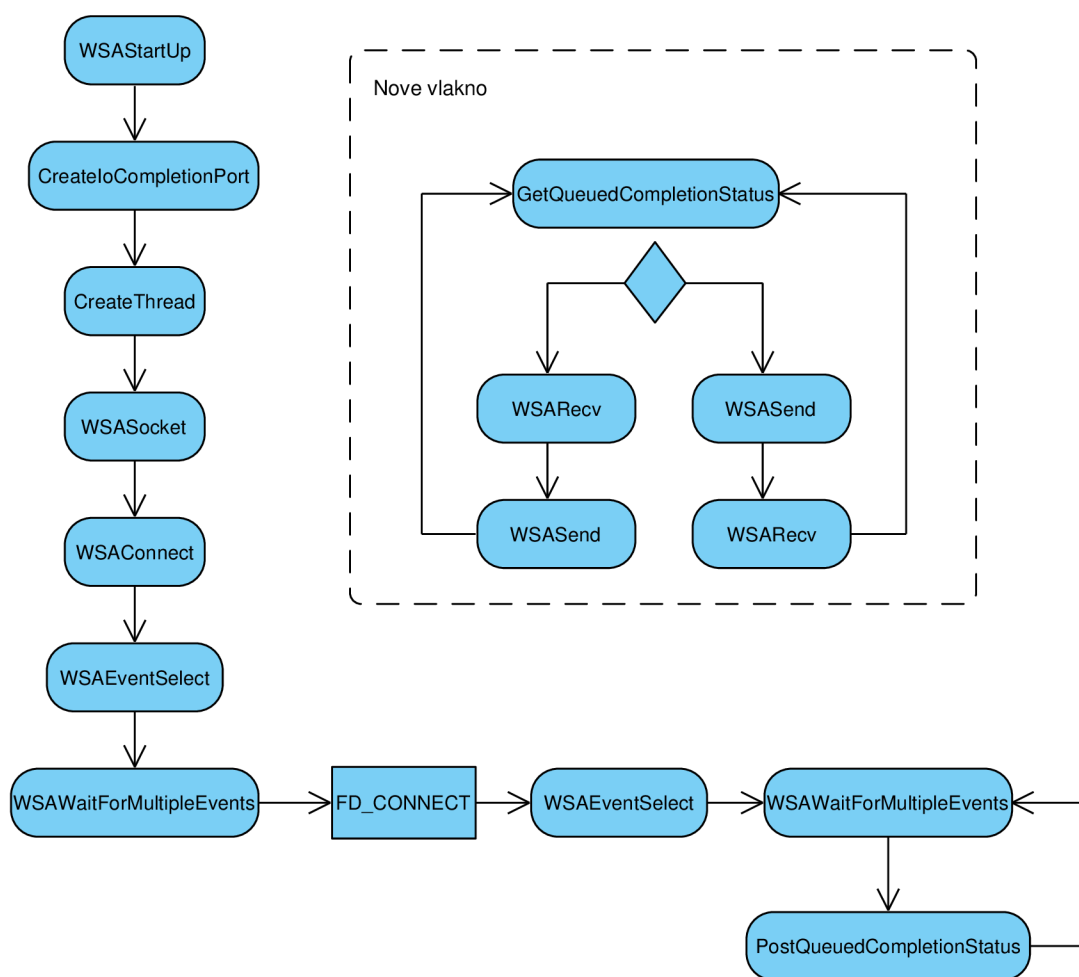 WSAStartUp
CreateIoCompletionPort
CreateThread
WSASocket
WSAConnect
WSAEventSelect
WSAWaitForMultipleEvents
FD_CONNECT
WSAEventSelect
WSAWaitForMultipleEvents
PostQueuedCompletionStatus
Nove vlakno
GetQueuedCompletionStatus
WSARecv
WSASend
WSASend
WSARecv